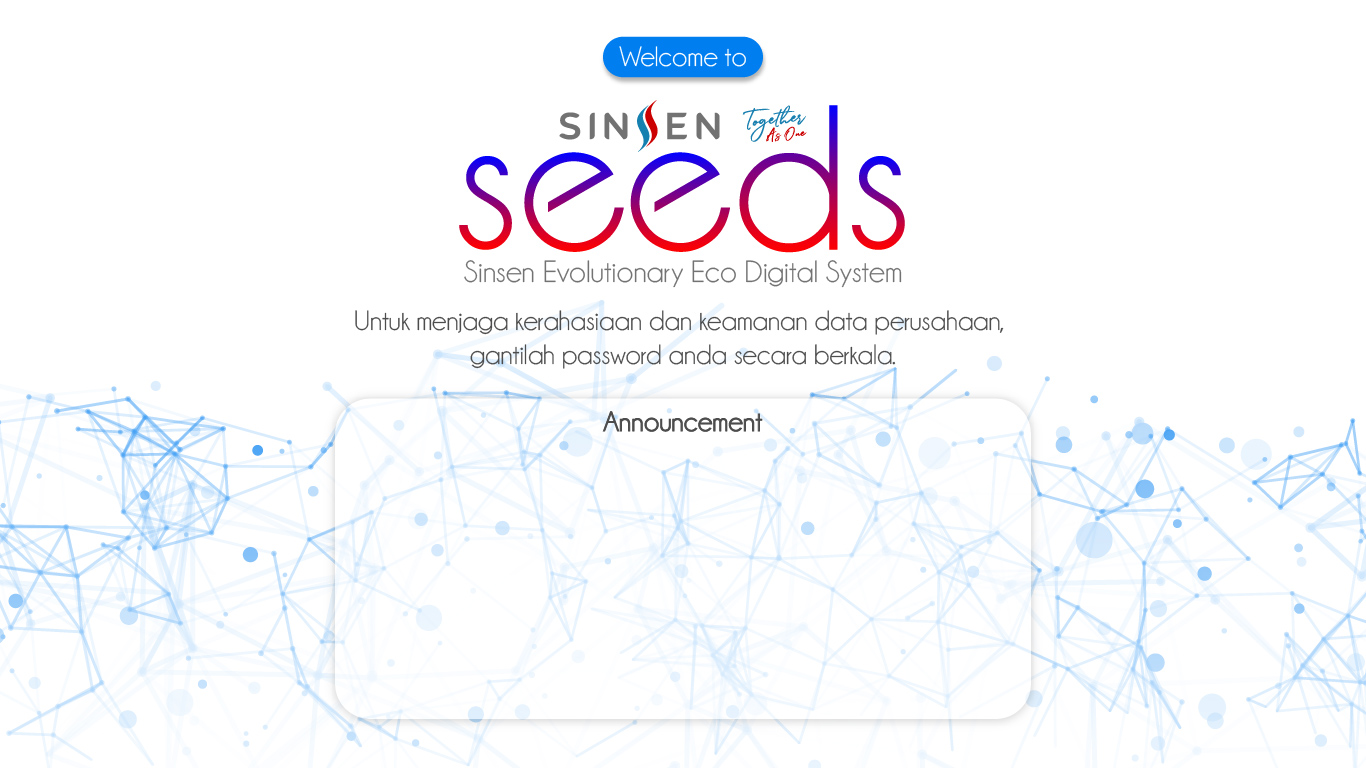 Welcome to
SINSEN Together
As One
seeds
Sinsen Evolutionary Eco Digital System
Untuk menjaga kerahasiaan dan keamanan data perusahaan,
gantilah password anda secara berkala.
Announcement